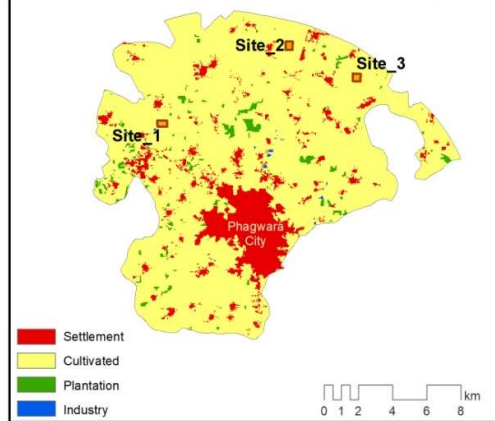 Site_2
Site_3
Site_1
Phagwara
City
Settlement
Cultivated
Plantation
Industry
km
0 1 2 4 6 8